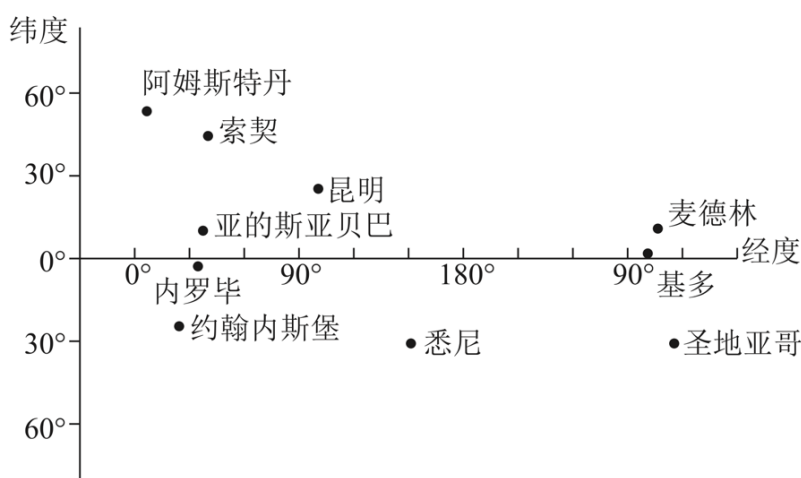 纬度
阿姆斯特丹
60°
索契
30°
昆明
麦德林
亚的斯亚贝巴
0°
经度
0°
90°
180°
90°
基多
内罗毕
约翰内斯堡
30°
悉尼
圣地亚哥
60°